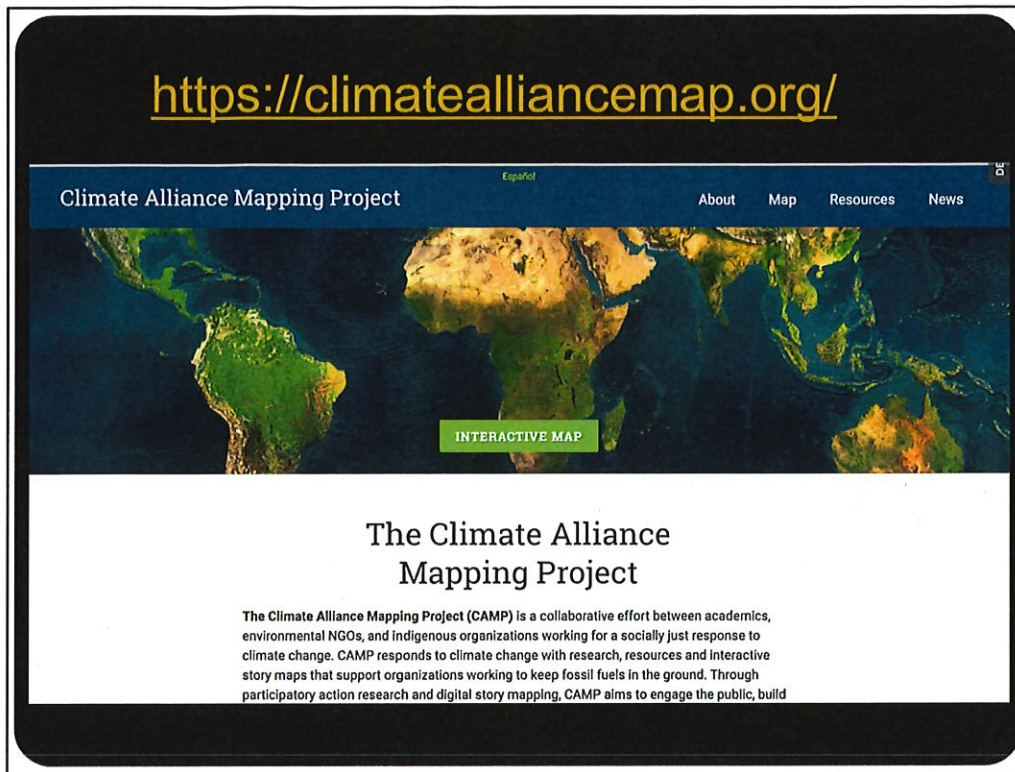 https://climatealliancemap.org/
Español
DE
Climate Alliance Mapping Project
About Map Resources News
INTERACTIVE MAP
The Climate Alliance
Mapping Project
The Climate Alliance Mapping Project (CAMP) is a collaborative effort between academics,
environmental NGOs, and indigenous organizations working for a socially just response to
climate change. CAMP responds to climate change with research, resources and interactive
story maps that support organizations working to keep fossil fuels in the ground. Through
participatory action research and digital story mapping, CAMP aims to engage the public, build